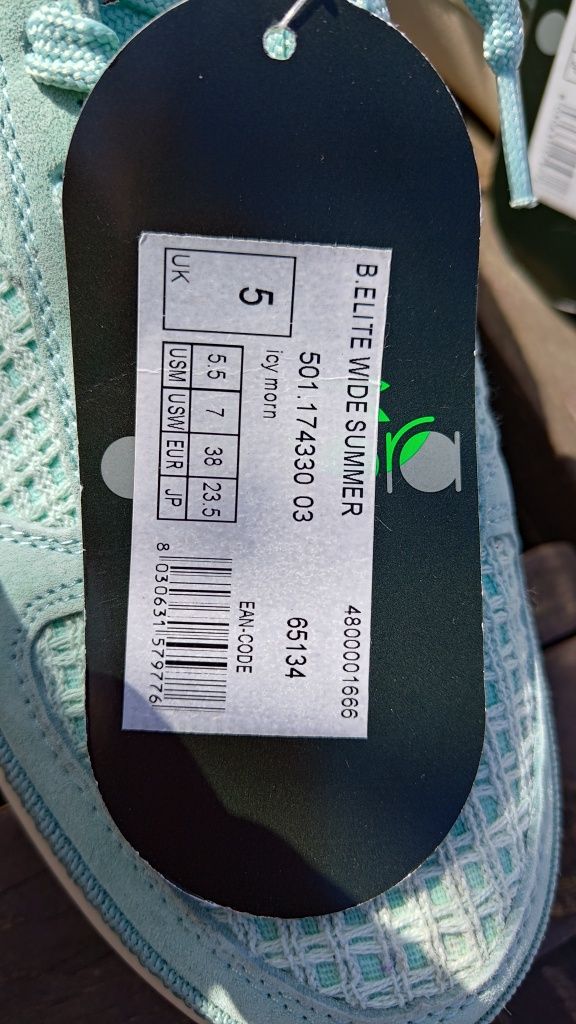 B.ELITE WIDE SUMMER
4800001666
501.174330 03
65134
icy morn
5
UK
5.5 7 38 23.5
USM USW EUR JP
EAN-CODE
8 030631 579776